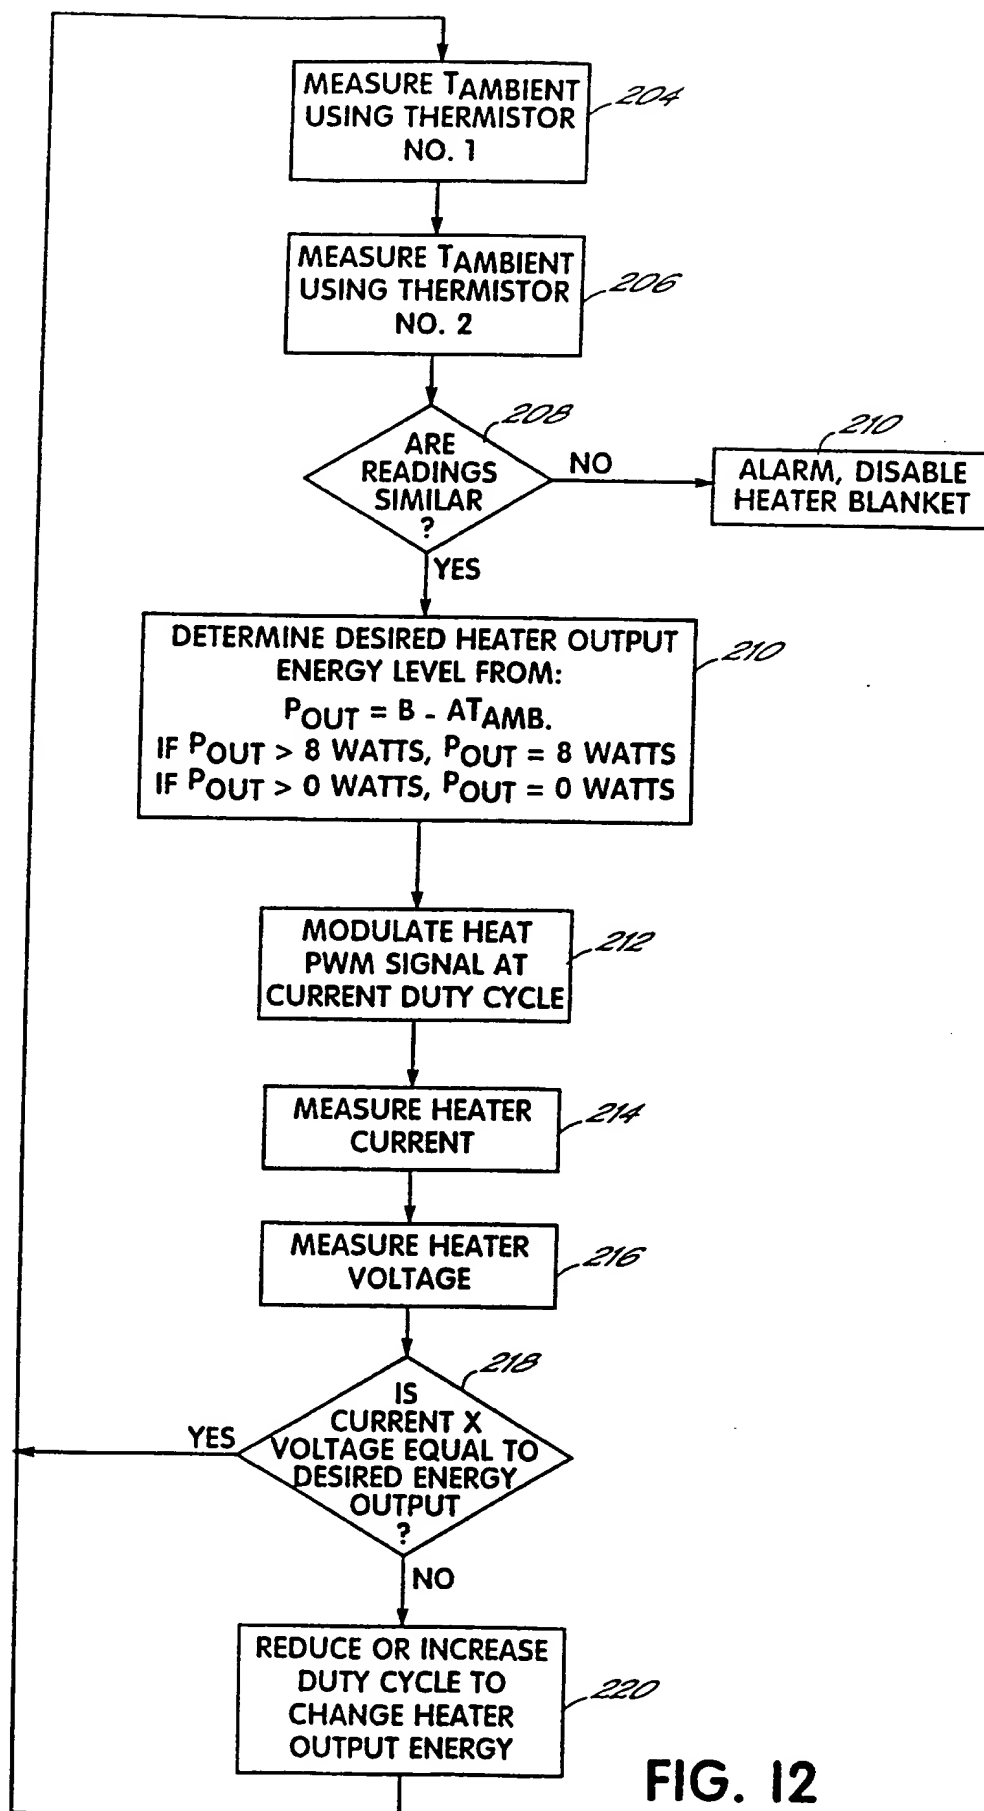 MEASURE TAMBIENT
USING THERMISTOR
NO. 1
204
MEASURE TAMBIENT
USING THERMISTOR
NO. 2
206
208
ARE
READINGS
SIMILAR
?
NO
210
ALARM, DISABLE
HEATER BLANKET
YES
DETERMINE DESIRED HEATER OUTPUT
ENERGY LEVEL FROM:
POUT = B - ATAMB.
IF POUT > 8 WATTS, POUT = 8 WATTS
IF POUT > 0 WATTS, POUT = 0 WATTS
210
MODULATE HEAT
PWM SIGNAL AT
CURRENT DUTY CYCLE
212
MEASURE HEATER
CURRENT
214
MEASURE HEATER
VOLTAGE
216
218
IS
CURRENT X
VOLTAGE EQUAL TO
DESIRED ENERGY
OUTPUT
?
YES
NO
REDUCE OR INCREASE
DUTY CYCLE TO
CHANGE HEATER
OUTPUT ENERGY
220
FIG. 12